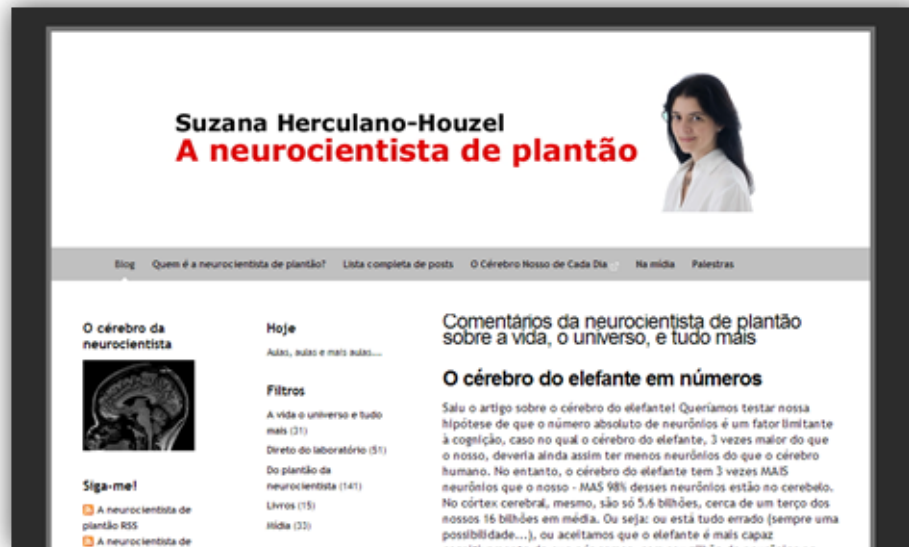 Suzana Herculano-Houzel
A neurocientista de plantão
Blog Quem é a neurocientista de plantão? Lista completa de posts O Cérebro Nosso de Cada Dia Na mídia Palestras
O cérebro da
neurocientista
Siga-me!
A neurocientista de
plantão RSS
A neurocientista de
Hoje
Aulas, aulas e mais aulas...
Filtros
A vida o universo e tudo
mais (31)
Direto do laboratório (51)
Do plantão da
neurocientista (141)
Livros (15)
Mídia (33)
Comentários da neurocientista de plantão
sobre a vida, o universo, e tudo mais
O cérebro do elefante em números
Saiu o artigo sobre o cérebro do elefante! Queríamos testar nossa
hipótese de que o número absoluto de neurônios é um fator limitante
à cognição, caso no qual o cérebro do elefante, 3 vezes maior do que
o nosso, deveria ainda assim ter menos neurônios do que o cérebro
humano. No entanto, o cérebro do elefante tem 3 vezes MAIS
neurônios que o nosso - MAS 98% desses neurônios estão no cerebelo.
No córtex cerebral, mesmo, são só 5.6 bilhões, cerca de um terço dos
nossos 16 bilhões em média. Ou seja: ou está tudo errado (sempre uma
possibilidade...), ou aceitamos que o elefante é mais capaz